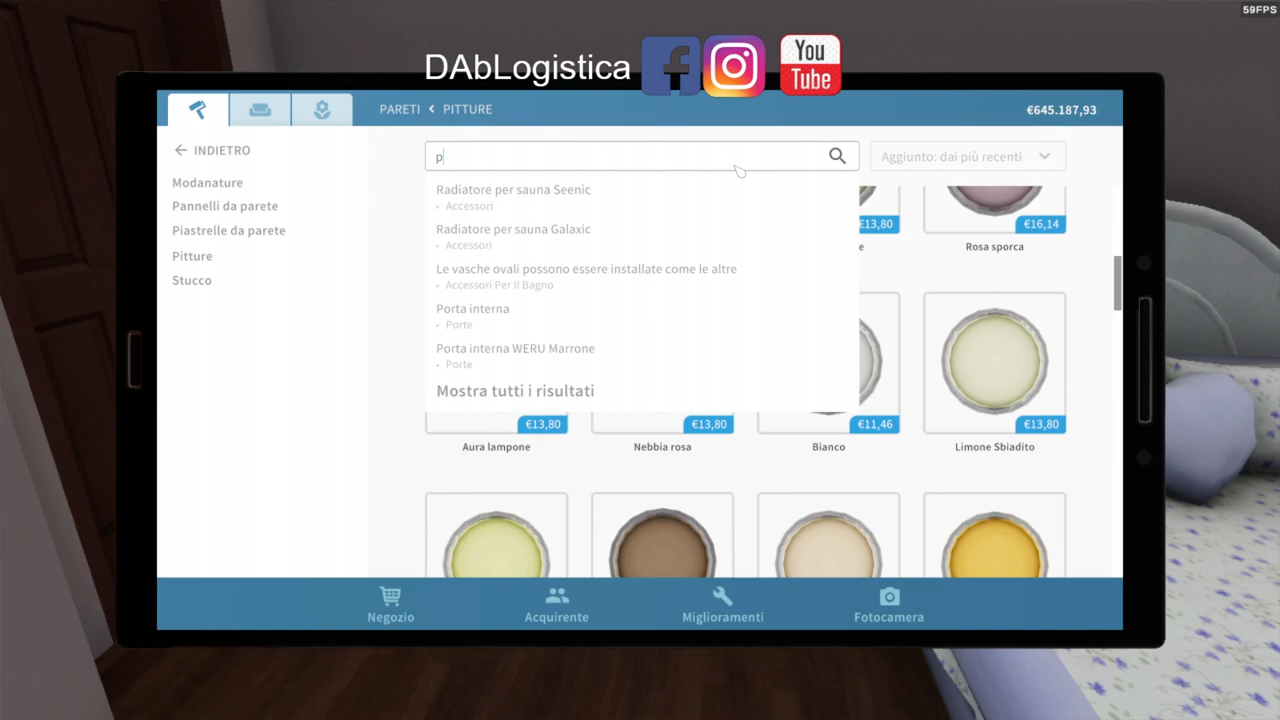 59FPS
DAbLogistica
You
Tube
PARETI < PITTURE
€645.187,93
INDIETRO
p
Aggiunto: dai più recenti
Modanature
Pannelli da parete
Piastrelle da parete
Pitture
Stucco
Radiatore per sauna Seenic
• Accessori
Radiatore per sauna Galaxic
• Accessori
Le vasche ovali possono essere installate come le altre
• Accessori Per Il Bagno
Porta interna
• Porte
Porta interna WERU Marrone
• Porte
Mostra tutti i risultati
€13,80
e
€16,14
Rosa sporca
€13,80
Aura lampone
€13,80
Nebbia rosa
€11,46
Bianco
€13,80
Limone Sbiadito
Negozio
Acquirente
Miglioramenti
Fotocamera